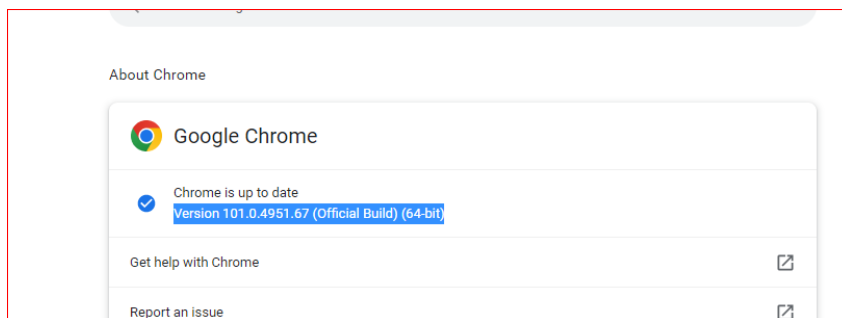 About Chrome
Google Chrome
Chrome is up to date
Version 101.0.4951.67 (Official Build) (64-bit)
Get help with Chrome
Report an issue